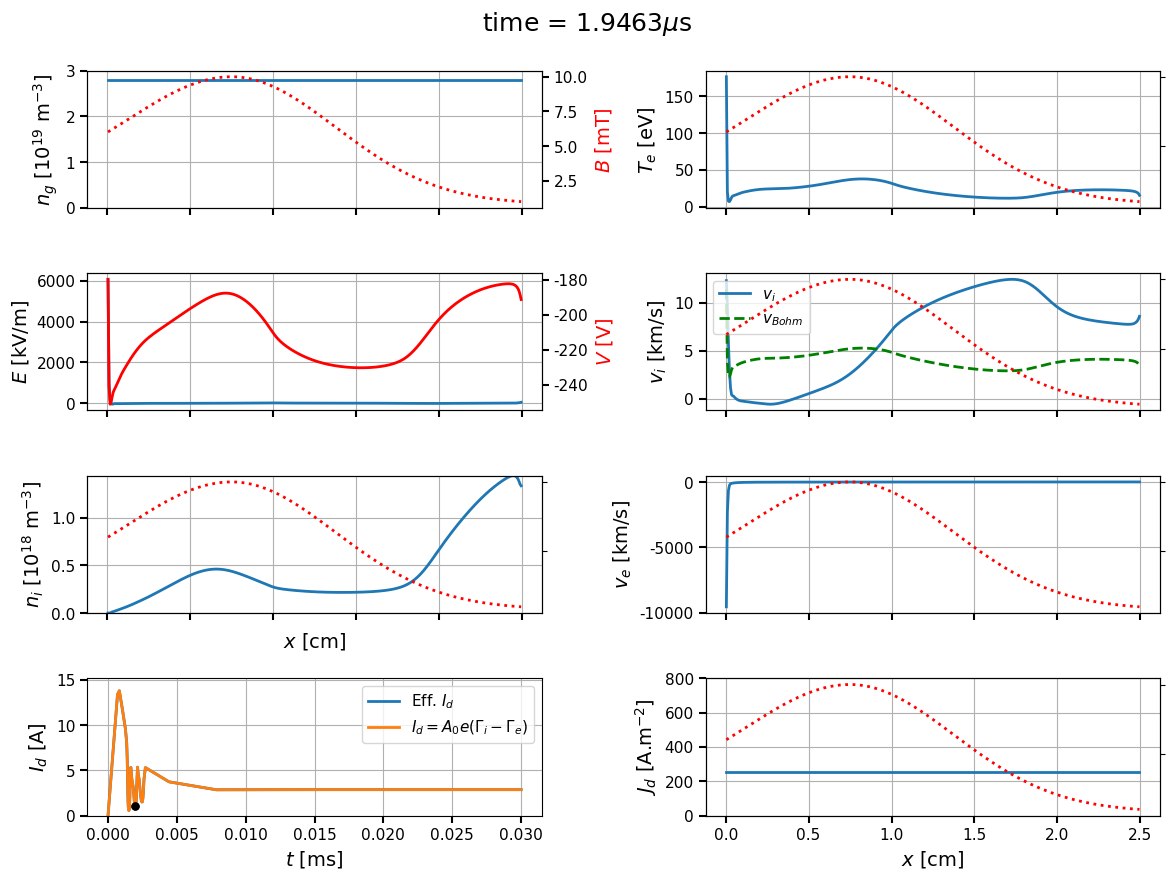 time = 1.9463μs
n_g [10^19 m^−3]
3
2
1
0
10.0
7.5
5.0
2.5
B [mT]
T_e [eV]
150
100
50
0
E [kV/m]
6000
4000
2000
0
-180
-200
-220
-240
V [V]
v_i [km/s]
10
5
0
v_i
v_Bohm
n_i [10^18 m^−3]
1.0
0.5
0.0
x [cm]
v_e [km/s]
0
-5000
-10000
I_d [A]
15
10
5
0
Eff. I_d
I_d = A_0e(Γ_i − Γ_e)
0.000 0.005 0.010 0.015 0.020 0.025 0.030
t [ms]
J_d [A.m^−2]
800
600
400
200
0
0.0 0.5 1.0 1.5 2.0 2.5
x [cm]